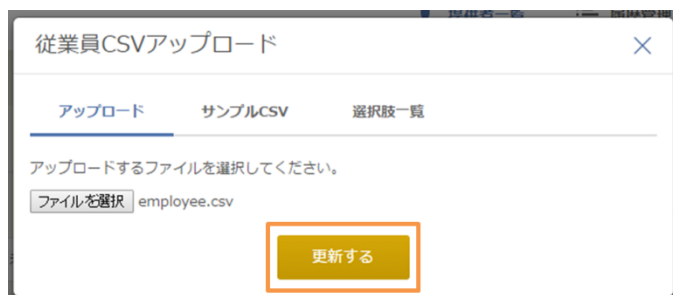 従業員CSVアップロード
アップロード サンプルCSV 選択肢一覧
アップロードするファイルを選択してください。
ファイルを選択 employee.csv
更新する